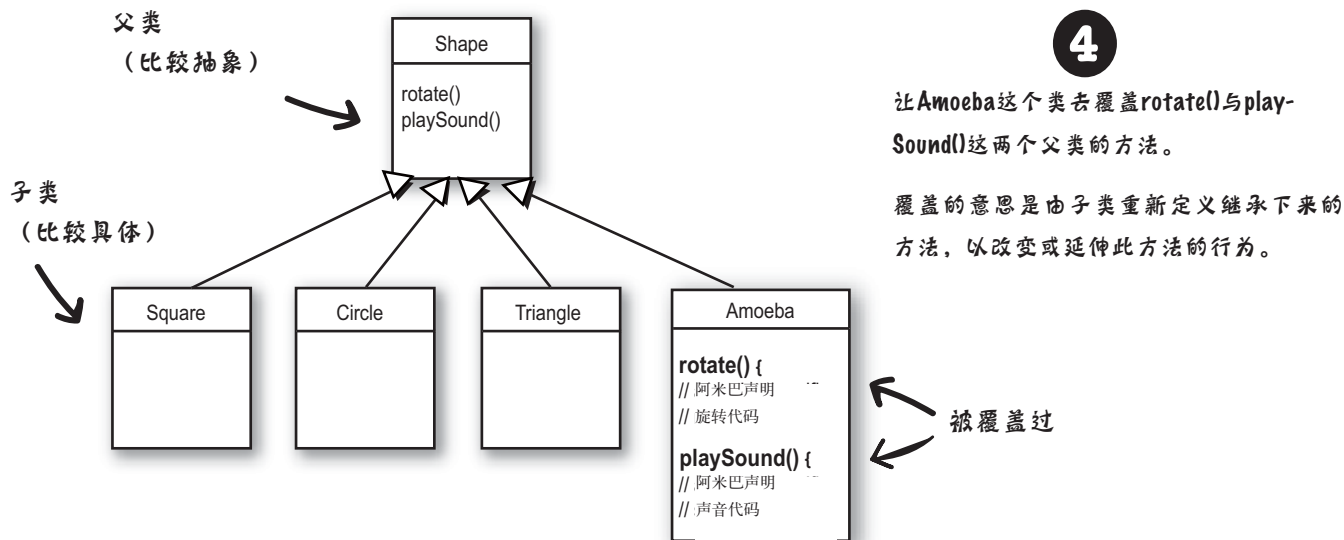 父类
（比较抽象）
Shape
rotate()
playSound()
子类
（比较具体）
Square
Circle
Triangle
Amoeba
rotate() {
// 阿米巴声明
// 旋转代码
playSound() {
// 阿米巴声明
// 声音代码
被覆盖过
4
让Amoeba这个类去覆盖rotate()与play-
Sound()这两个父类的方法。
覆盖的意思是由子类重新定义继承下来的
方法，以改变或延伸此方法的行为。